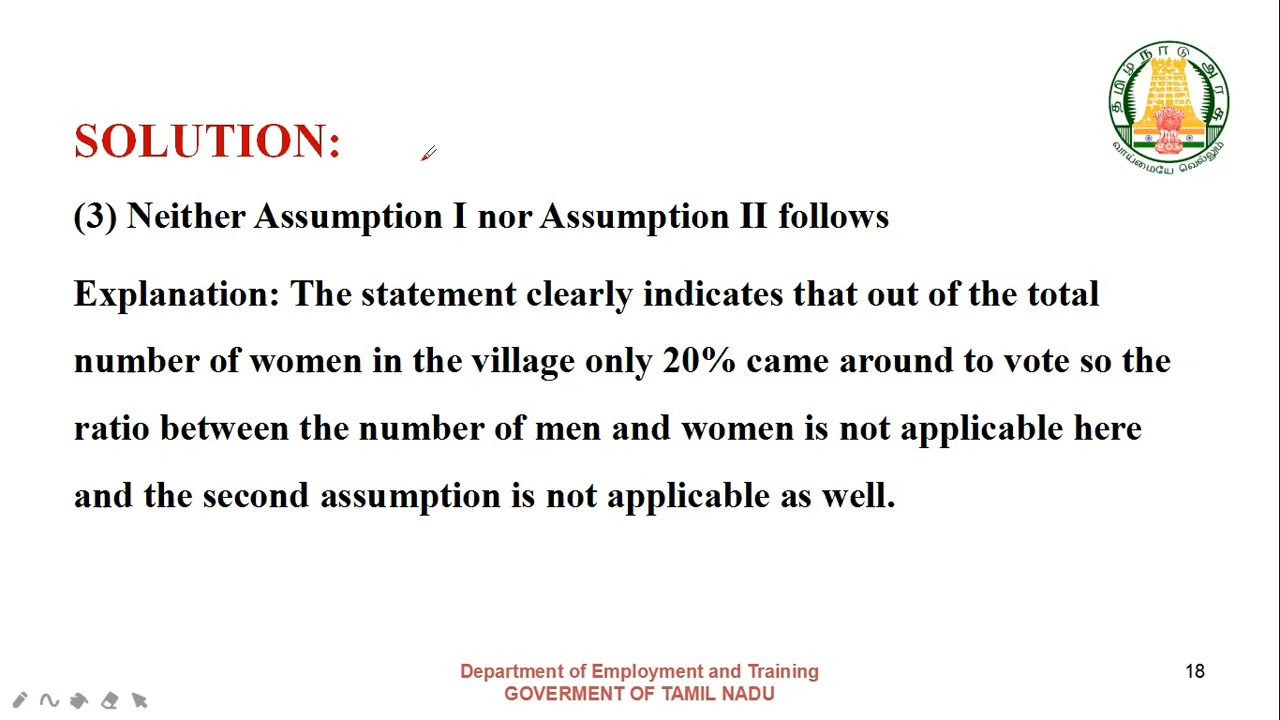 தமிழ்நாடு அரசு
வாய்மையே வெல்லும்
SOLUTION:
(3) Neither Assumption I nor Assumption II follows
Explanation: The statement clearly indicates that out of the total
number of women in the village only 20% came around to vote so the
ratio between the number of men and women is not applicable here
and the second assumption is not applicable as well.
Department of Employment and Training
GOVERMENT OF TAMIL NADU
18